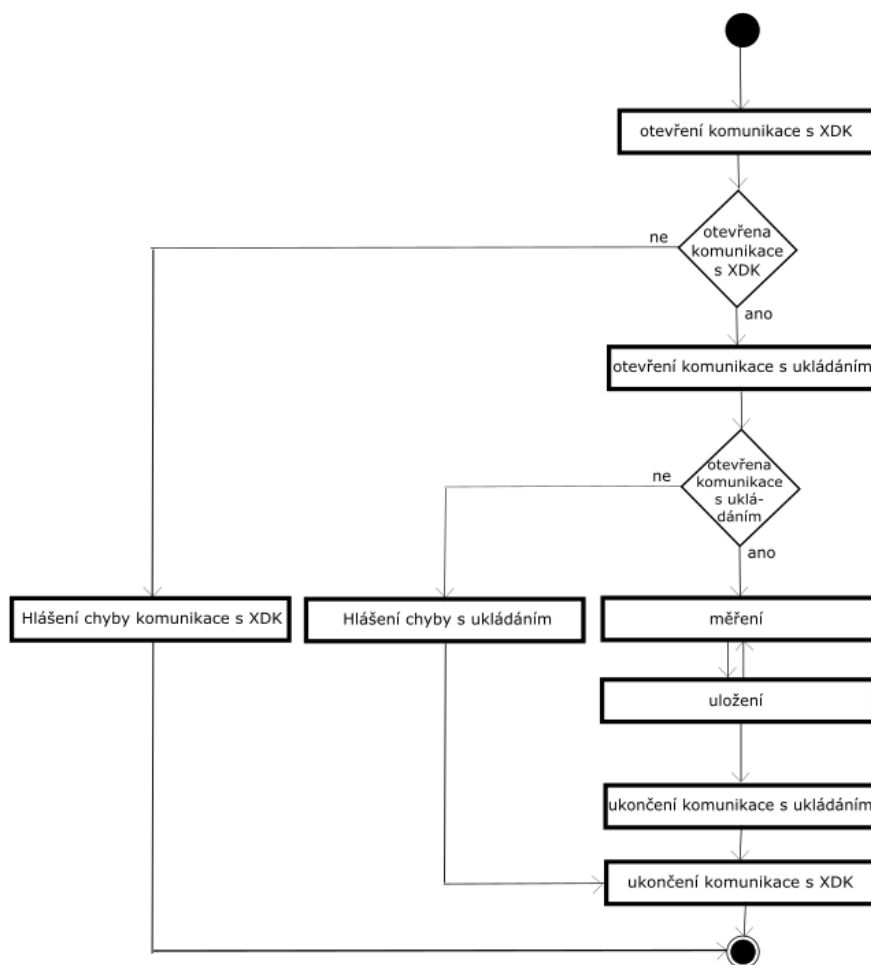 otevření komunikace s XDK
otevřena
komunikace
s XDK
ne
ano
otevření komunikace s ukládáním
otevřena
komunikace
s uklá-
dáním
ne
ano
Hlášení chyby komunikace s XDK
Hlášení chyby s ukládáním
měření
uložení
ukončení komunikace s ukládáním
ukončení komunikace s XDK